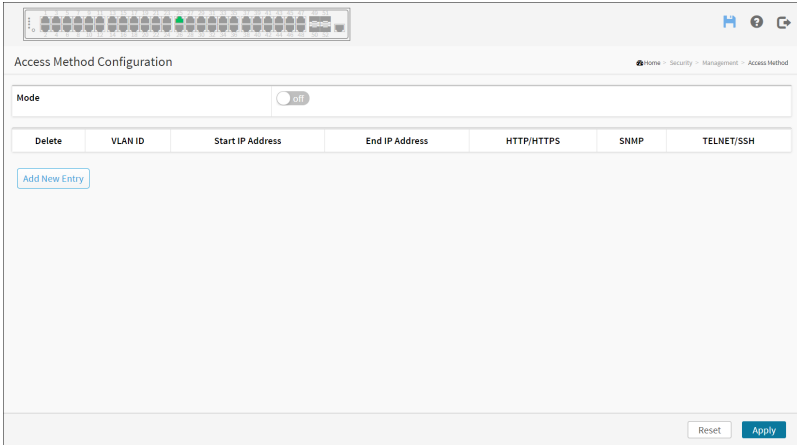 Access Method Configuration
Home > Security > Management > Access Method
Mode
off
Delete VLAN ID Start IP Address End IP Address HTTP/HTTPS SNMP TELNET/SSH
Add New Entry
Reset Apply